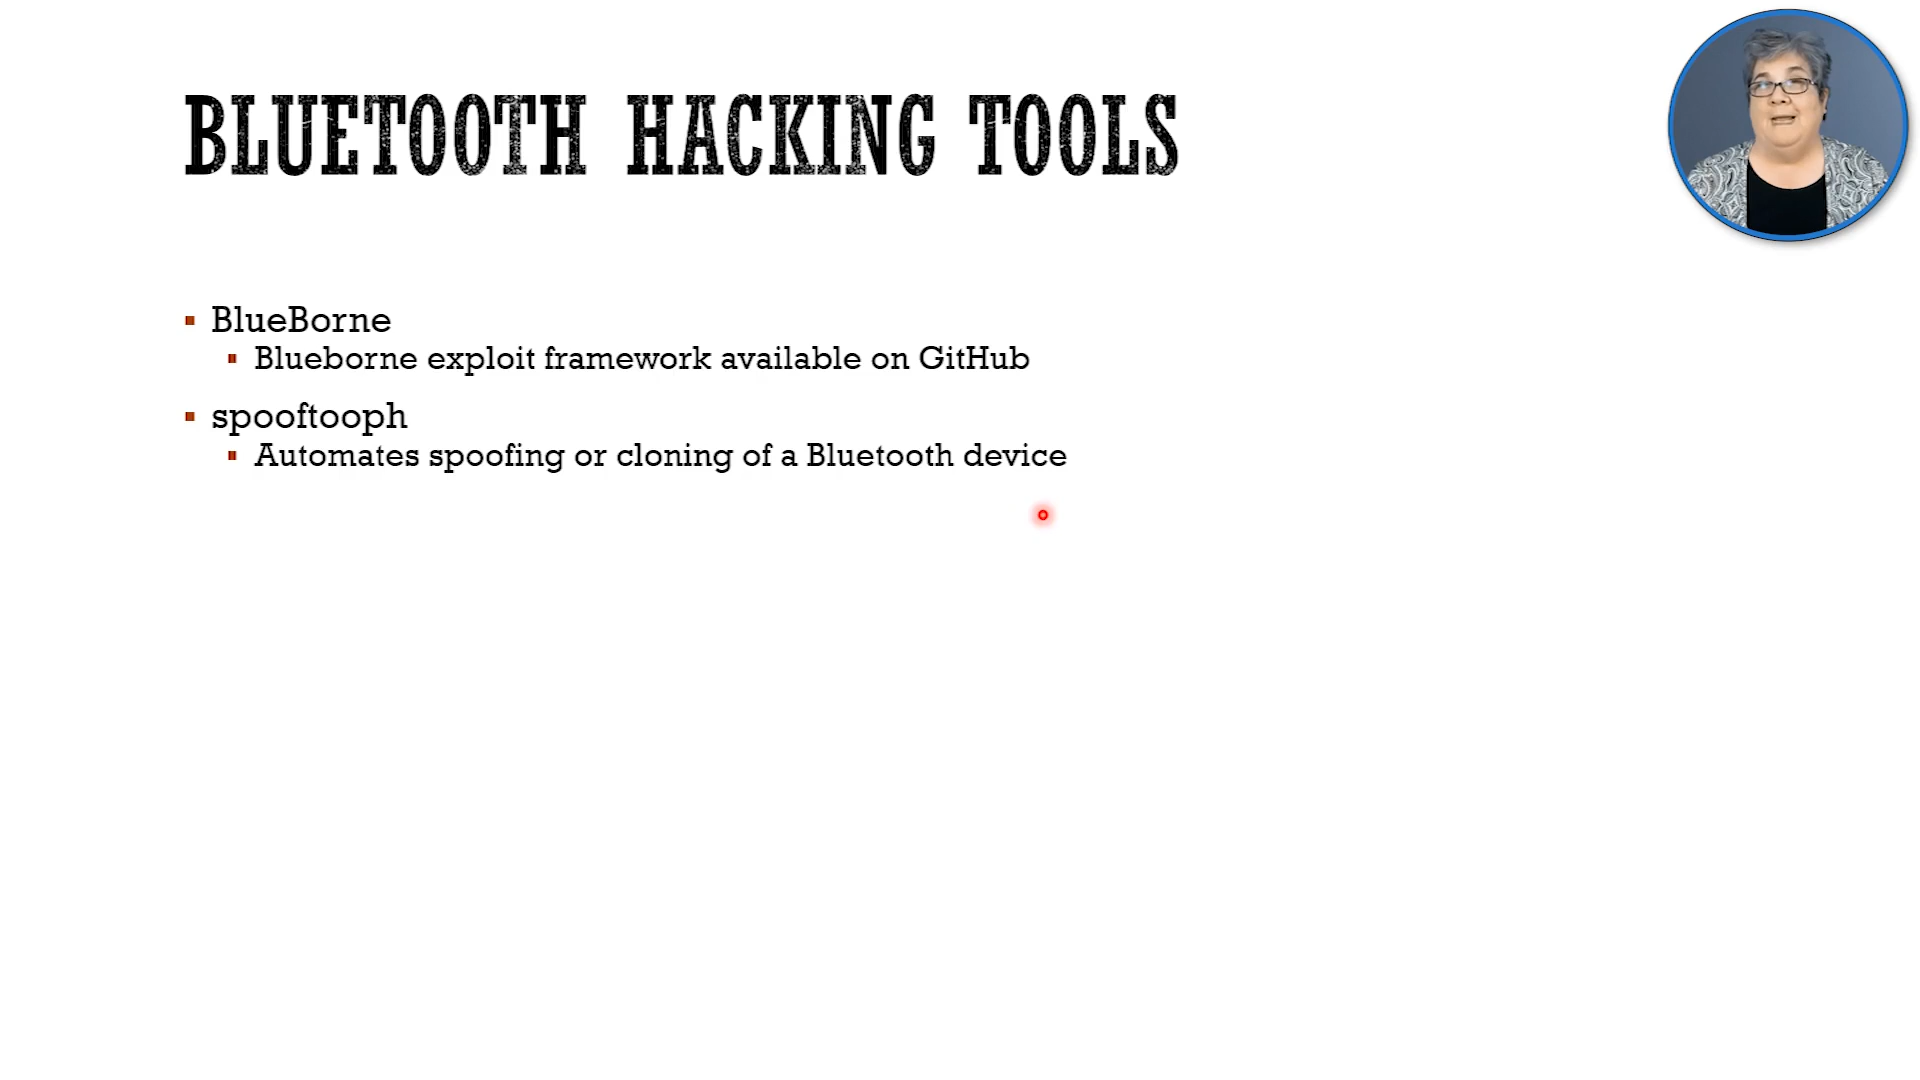 BLUETOOTH HACKING TOOLS
BlueBorne
Blueborne exploit framework available on GitHub
spooftooph
Automates spoofing or cloning of a Bluetooth device